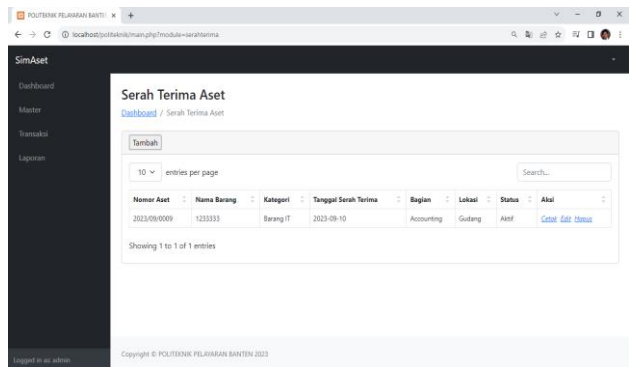 POLITEKNIK PELAYARAN BANTE
localhost/politeknik/main.php?module=serahterima
SimAset
Dashboard
Master
Transaksi
Laporan
Serah Terima Aset
Dashboard / Serah Terima Aset
Tambah
10 entries per page
Search...
Nomor Aset Nama Barang Kategori Tanggal Serah Terima Bagian Lokasi Status Aksi
2023/09/0009 1233333 Barang IT 2023-09-10 Accounting Gudang Aktif Cetak Edit Hapus
Showing 1 to 1 of 1 entries
Logged in as: admin
Copyright © POLITEKNIK PELAYARAN BANTEN 2023